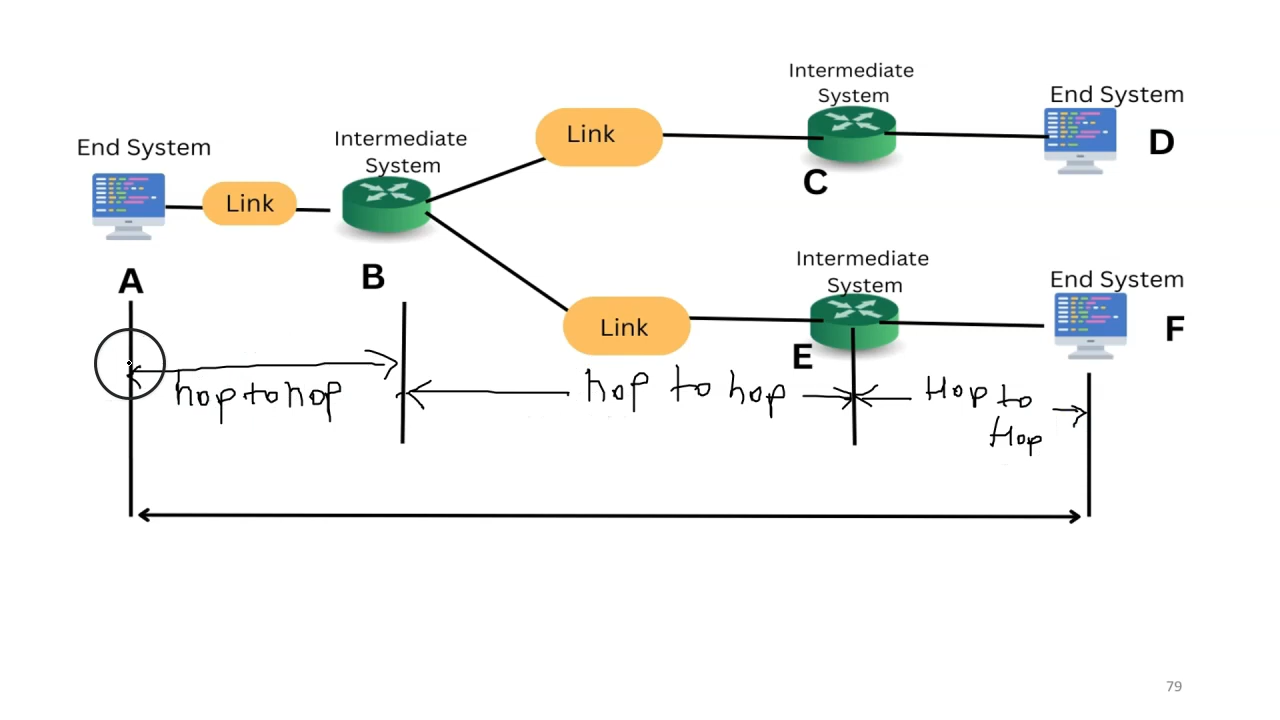 Intermediate
System
End System
Link
D
C
Intermediate
System
End System
Link
A
B
Intermediate
System
End System
Link
F
E
hop to hop
hop to hop
Hop to
Hop
79